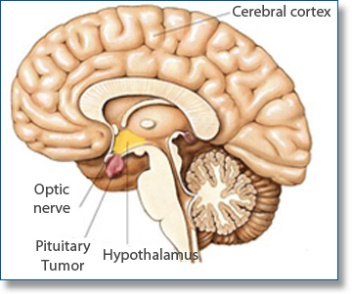 Cerebral cortex
Optic
nerve
Pituitary
Tumor
Hypothalamus